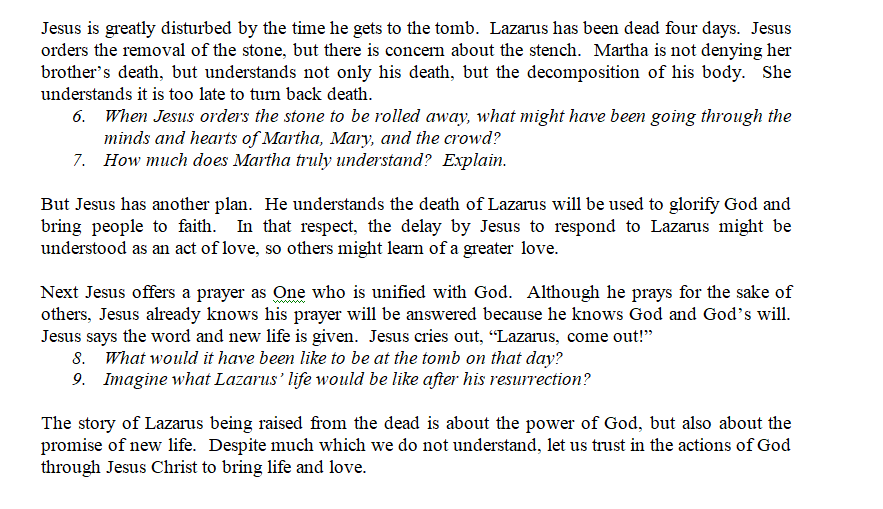 Jesus is greatly disturbed by the time he gets to the tomb.  Lazarus has been dead four days.  Jesus
orders the removal of the stone, but there is concern about the stench.  Martha is not denying her
brother’s death, but understands not only his death, but the decomposition of his body.  She
understands it is too late to turn back death.
6. When Jesus orders the stone to be rolled away, what might have been going through the
minds and hearts of Martha, Mary, and the crowd?
7. How much does Martha truly understand?  Explain.
But Jesus has another plan.  He understands the death of Lazarus will be used to glorify God and
bring people to faith.  In that respect, the delay by Jesus to respond to Lazarus might be
understood as an act of love, so others might learn of a greater love.
Next Jesus offers a prayer as One who is unified with God.  Although he prays for the sake of
others, Jesus already knows his prayer will be answered because he knows God and God’s will.
Jesus says the word and new life is given.  Jesus cries out, “Lazarus, come out!”
8. What would it have been like to be at the tomb on that day?
9. Imagine what Lazarus’ life would be like after his resurrection?
The story of Lazarus being raised from the dead is about the power of God, but also about the
promise of new life.  Despite much which we do not understand, let us trust in the actions of God
through Jesus Christ to bring life and love.